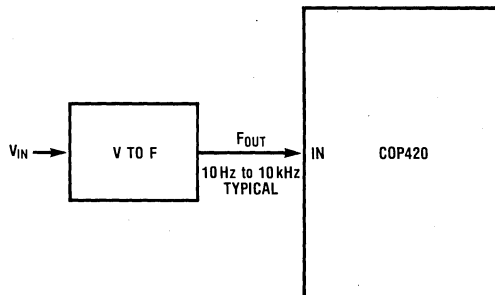 V_IN
V TO F
F_OUT
10 Hz to 10 kHz
TYPICAL
IN
COP420